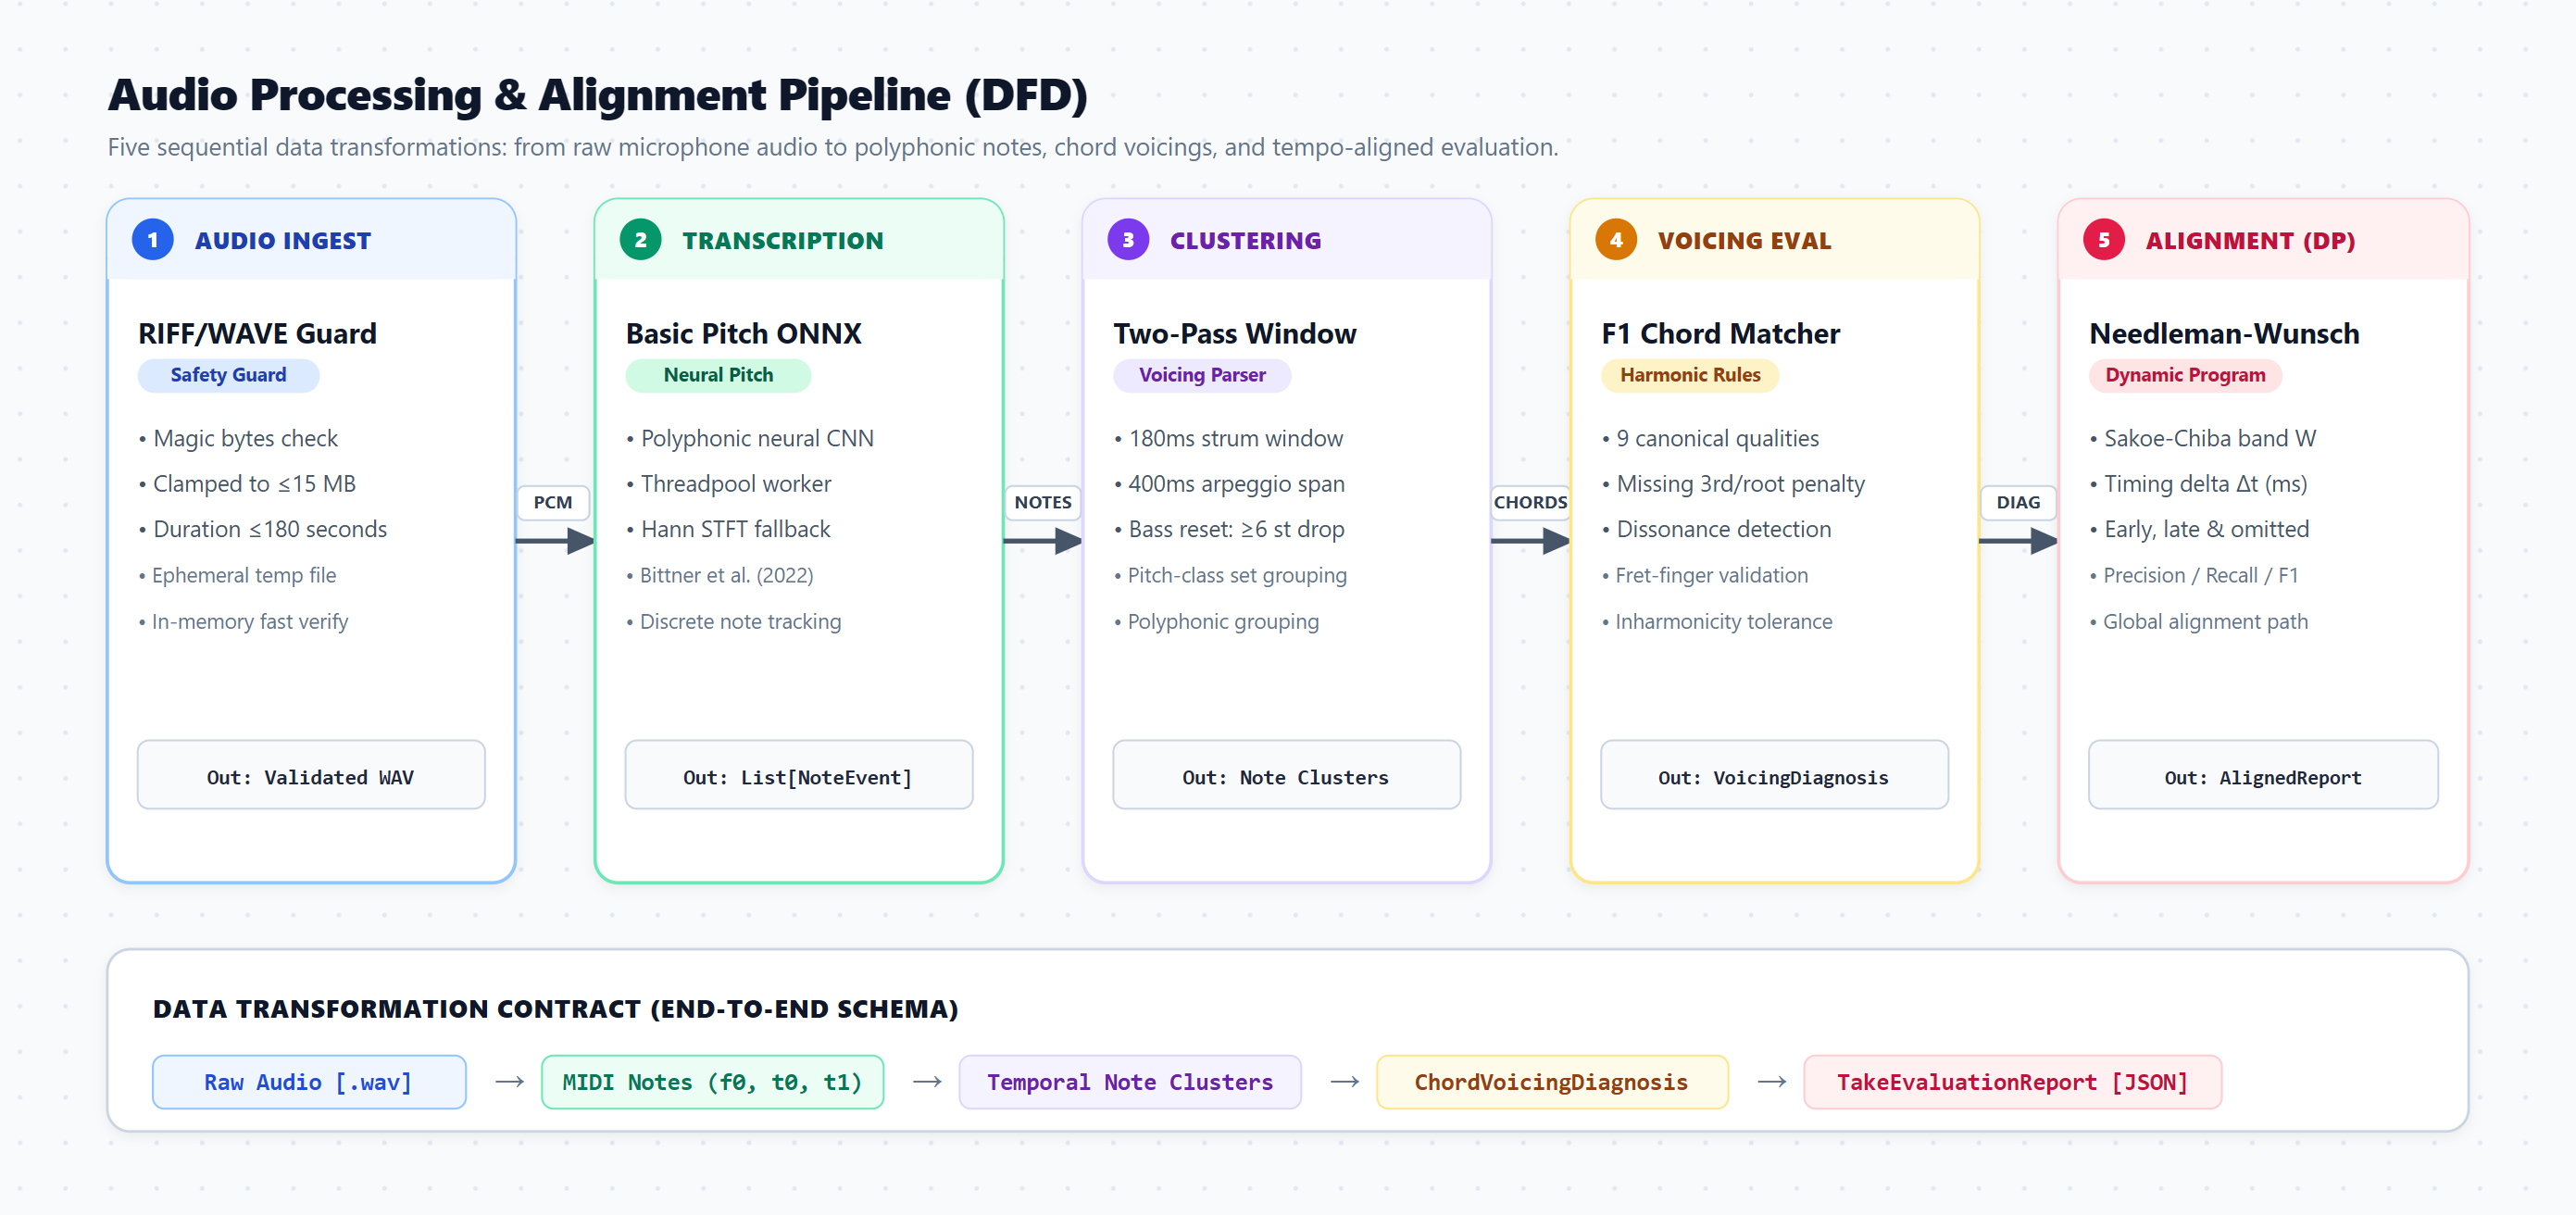 Audio Processing & Alignment Pipeline (DFD)
Five sequential data transformations: from raw microphone audio to polyphonic notes, chord voicings, and tempo-aligned evaluation.
1 AUDIO INGEST
RIFF/WAVE Guard
Safety Guard
• Magic bytes check
• Clamped to ≤15 MB
• Duration ≤180 seconds
• Ephemeral temp file
• In-memory fast verify
Out: Validated WAV
PCM
2 TRANSCRIPTION
Basic Pitch ONNX
Neural Pitch
• Polyphonic neural CNN
• Threadpool worker
• Hann STFT fallback
• Bittner et al. (2022)
• Discrete note tracking
Out: List[NoteEvent]
NOTES
3 CLUSTERING
Two-Pass Window
Voicing Parser
• 180ms strum window
• 400ms arpeggio span
• Bass reset: ≥6 st drop
• Pitch-class set grouping
• Polyphonic grouping
Out: Note Clusters
CHORDS
4 VOICING EVAL
F1 Chord Matcher
Harmonic Rules
• 9 canonical qualities
• Missing 3rd/root penalty
• Dissonance detection
• Fret-finger validation
• Inharmonicity tolerance
Out: VoicingDiagnosis
DIAG
5 ALIGNMENT (DP)
Needleman-Wunsch
Dynamic Program
• Sakoe-Chiba band W
• Timing delta Δt (ms)
• Early, late & omitted
• Precision / Recall / F1
• Global alignment path
Out: AlignedReport
DATA TRANSFORMATION CONTRACT (END-TO-END SCHEMA)
Raw Audio [.wav] → MIDI Notes (f0, t0, t1) → Temporal Note Clusters → ChordVoicingDiagnosis → TakeEvaluationReport [JSON]